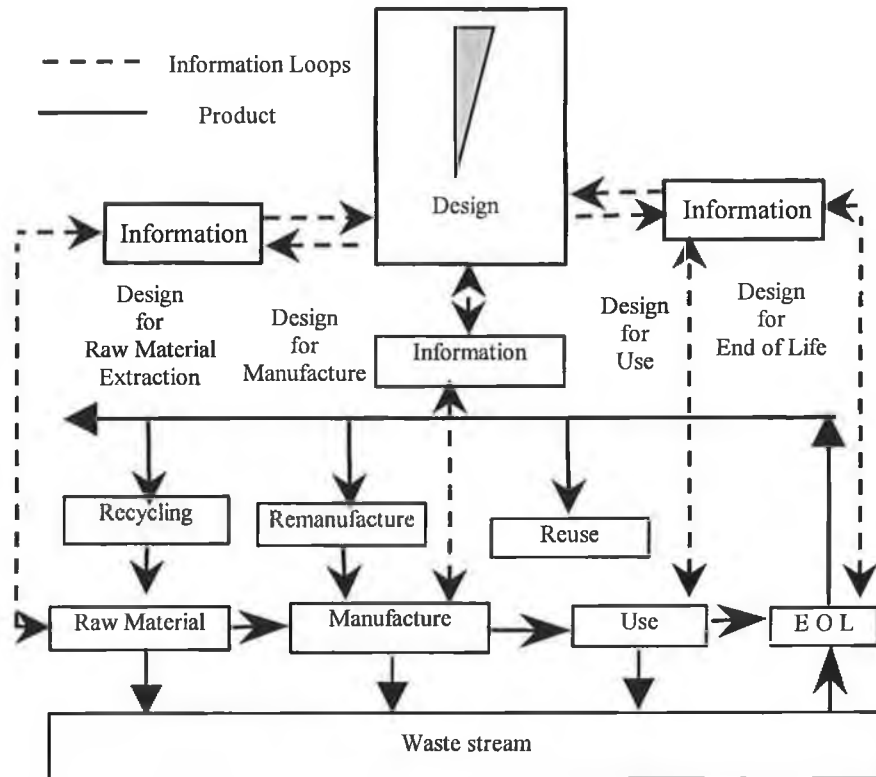 Information Loops
Product
Design
Information
Information
Design
for
Raw Material
Extraction
Design
for
Manufacture
Information
Design
for
Use
Design
for
End of Life
Recycling
Remanufacture
Reuse
Raw Material
Manufacture
Use
E O L
Waste stream